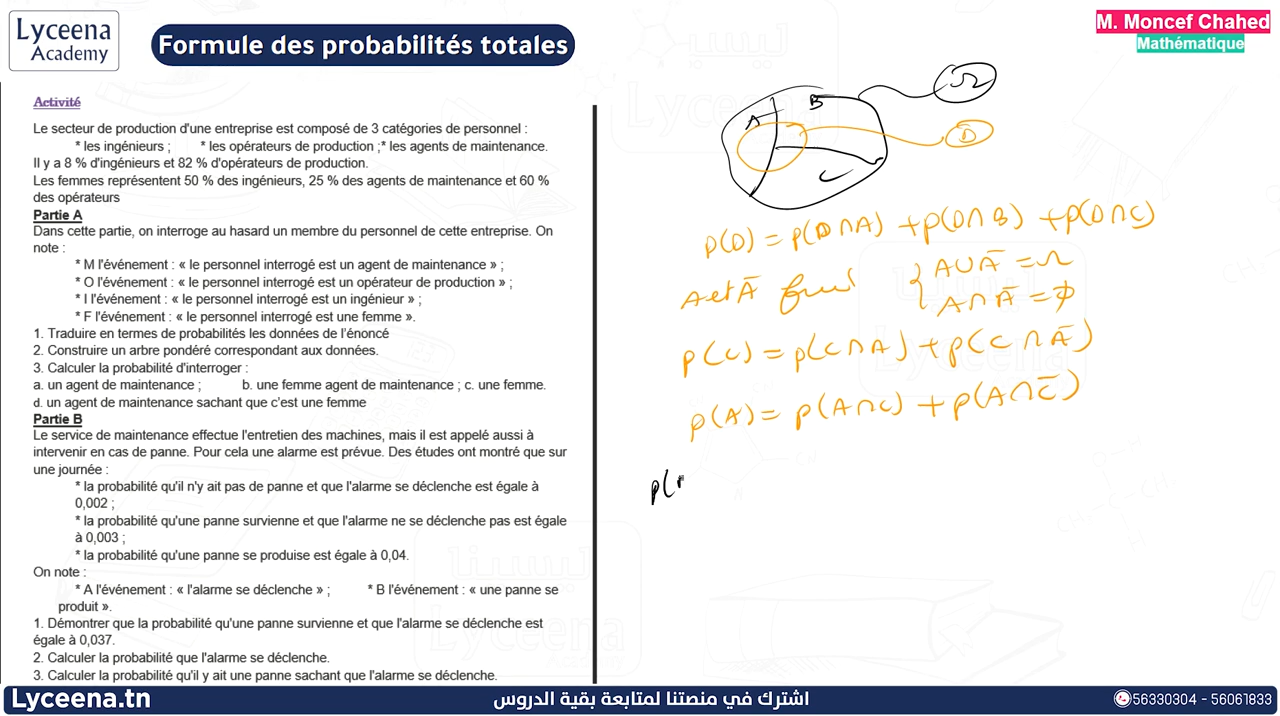 Lyceena
Academy
Formule des probabilités totales
M. Moncef Chahed
Mathématique
Activité
Le secteur de production d'une entreprise est composé de 3 catégories de personnel :
* les ingénieurs ; * les opérateurs de production ;* les agents de maintenance.
Il y a 8 % d'ingénieurs et 82 % d'opérateurs de production.
Les femmes représentent 50 % des ingénieurs, 25 % des agents de maintenance et 60 %
des opérateurs
Partie A
Dans cette partie, on interroge au hasard un membre du personnel de cette entreprise. On
note :
* M l'événement : « le personnel interrogé est un agent de maintenance » ;
* O l'événement : « le personnel interrogé est un opérateur de production » ;
* I l'événement : « le personnel interrogé est un ingénieur » ;
* F l'événement : « le personnel interrogé est une femme ».
1. Traduire en termes de probabilités les données de l'énoncé
2. Construire un arbre pondéré correspondant aux données.
3. Calculer la probabilité d'interroger :
a. un agent de maintenance ; b. une femme agent de maintenance ; c. une femme.
d. un agent de maintenance sachant que c'est une femme
Partie B
Le service de maintenance effectue l'entretien des machines, mais il est appelé aussi à
intervenir en cas de panne. Pour cela une alarme est prévue. Des études ont montré que sur
une journée :
* la probabilité qu'il n'y ait pas de panne et que l'alarme se déclenche est égale à
0,002 ;
* la probabilité qu'une panne survienne et que l'alarme ne se déclenche pas est égale
à 0,003 ;
* la probabilité qu'une panne se produise est égale à 0,04.
On note :
* A l'événement : « l'alarme se déclenche » ; * B l'événement : « une panne se
produit ».
1. Démontrer que la probabilité qu'une panne survienne et que l'alarme se déclenche est
égale à 0,037.
2. Calculer la probabilité que l'alarme se déclenche.
3. Calculer la probabilité qu'il y ait une panne sachant que l'alarme se déclenche.
A B C Ω D
p(D) = p(D∩A) + p(D∩B) + p(D∩C)
A et Ā { A∪Ā = Ω
A∩Ā = ∅
p(C) = p(C∩A) + p(C∩Ā)
p(A) = p(A∩C) + p(A∩C̄)
p(
Lyceena.tn
اشترك في منصتنا لمتابعة بقية الدروس
56330304 - 56061833